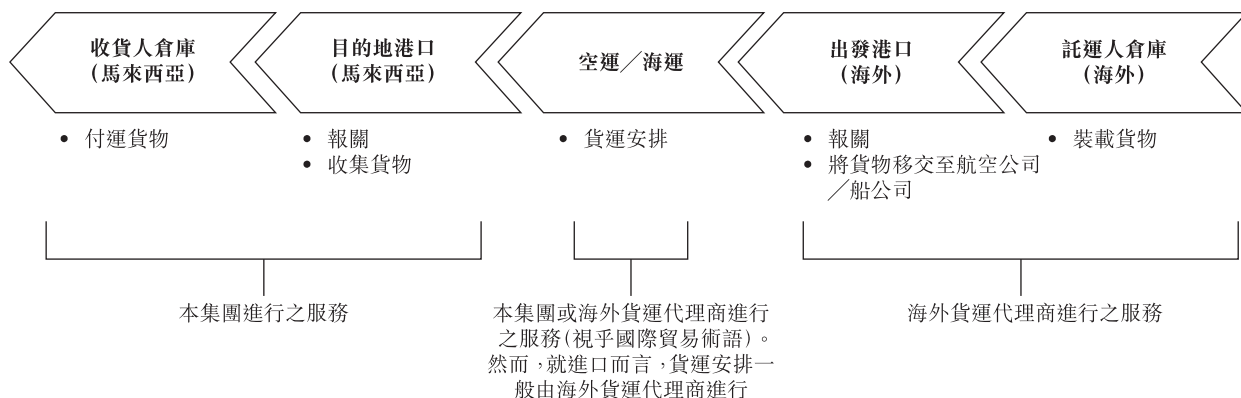 收貨人倉庫
(馬來西亞)
目的地港口
(馬來西亞)
空運／海運
出發港口
(海外)
託運人倉庫
(海外)
• 付運貨物
• 報關
• 收集貨物
• 貨運安排
• 報關
• 將貨物移交至航空公司
／船公司
• 裝載貨物
本集團進行之服務
本集團或海外貨運代理商進行
之服務(視乎國際貿易術語)。
然而，就進口而言，貨運安排一
般由海外貨運代理商進行
海外貨運代理商進行之服務